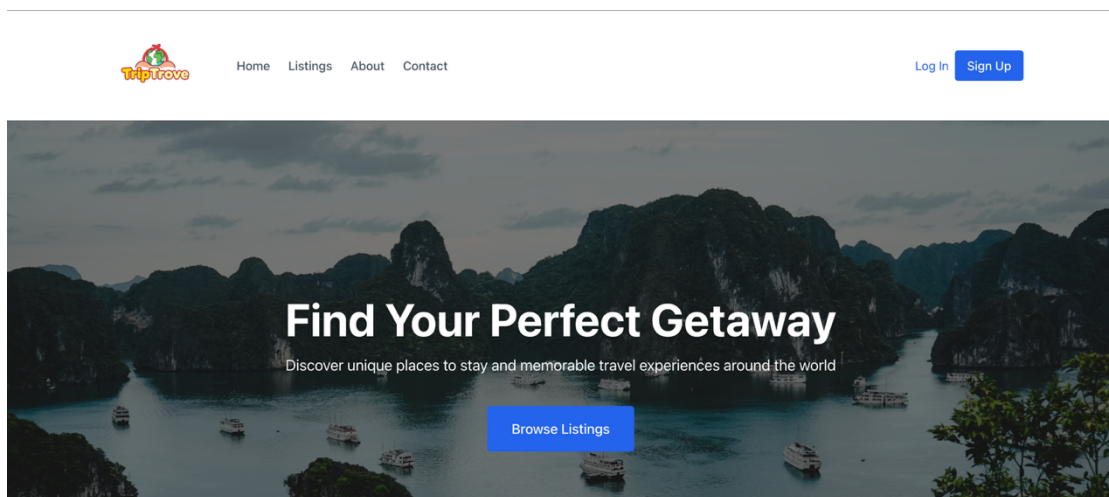 TripTrove
Home Listings About Contact
Log In Sign Up
Find Your Perfect Getaway
Discover unique places to stay and memorable travel experiences around the world
Browse Listings